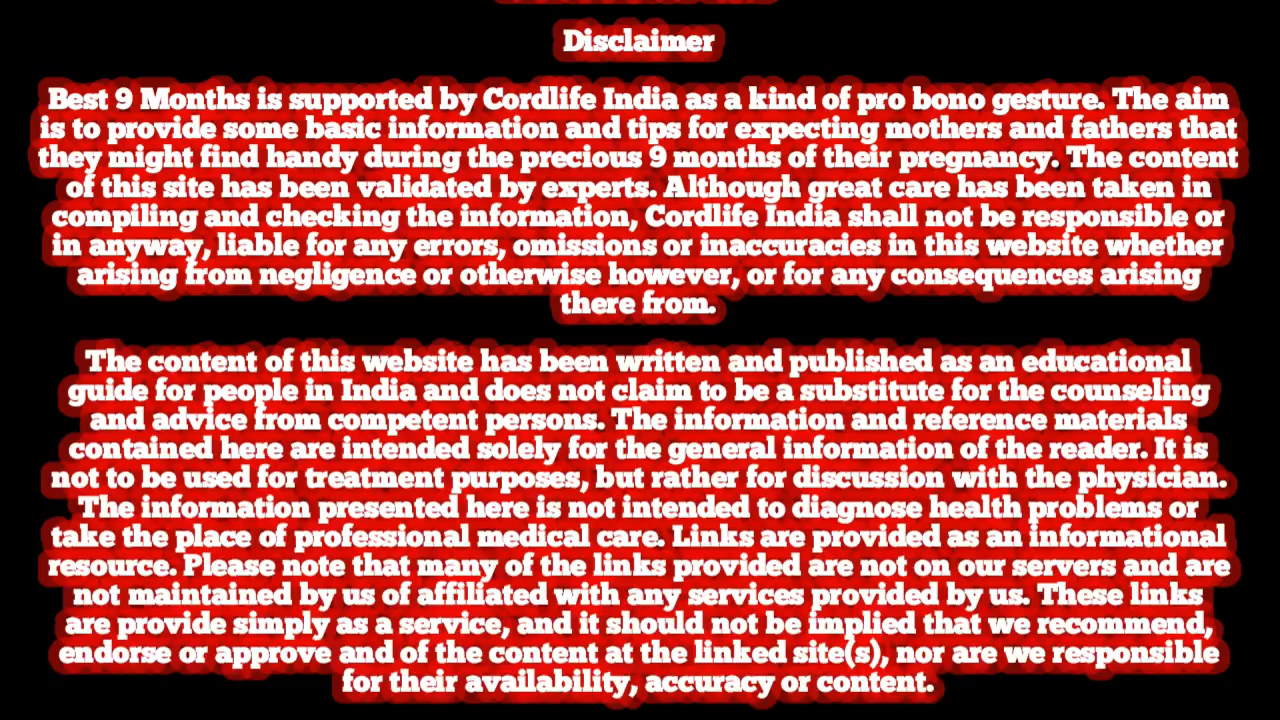 Disclaimer
Best 9 Months is supported by Cordlife India as a kind of pro bono gesture. The aim
is to provide some basic information and tips for expecting mothers and fathers that
they might find handy during the precious 9 months of their pregnancy. The content
of this site has been validated by experts. Although great care has been taken in
compiling and checking the information, Cordlife India shall not be responsible or
in anyway, liable for any errors, omissions or inaccuracies in this website whether
arising from negligence or otherwise however, or for any consequences arising
there from.
The content of this website has been written and published as an educational
guide for people in India and does not claim to be a substitute for the counseling
and advice from competent persons. The information and reference materials
contained here are intended solely for the general information of the reader. It is
not to be used for treatment purposes, but rather for discussion with the physician.
The information presented here is not intended to diagnose health problems or
take the place of professional medical care. Links are provided as an informational
resource. Please note that many of the links provided are not on our servers and are
not maintained by us of affiliated with any services provided by us. These links
are provide simply as a service, and it should not be implied that we recommend,
endorse or approve and of the content at the linked site(s), nor are we responsible
for their availability, accuracy or content.